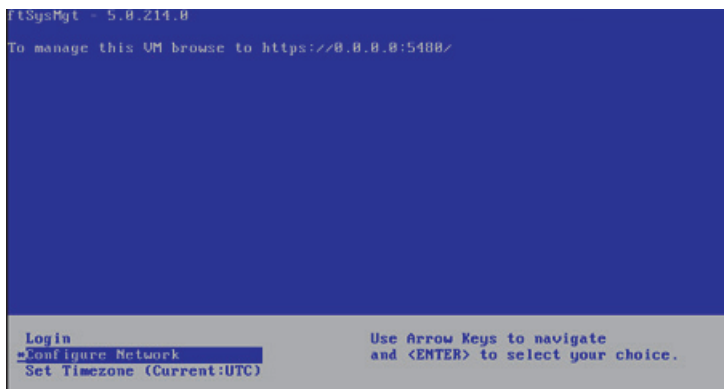 ftSysMgt - 5.0.214.0
To manage this VM browse to https://0.0.0.0:5480/
Login
*Configure Network
Set Timezone (Current:UTC)
Use Arrow Keys to navigate
and <ENTER> to select your choice.